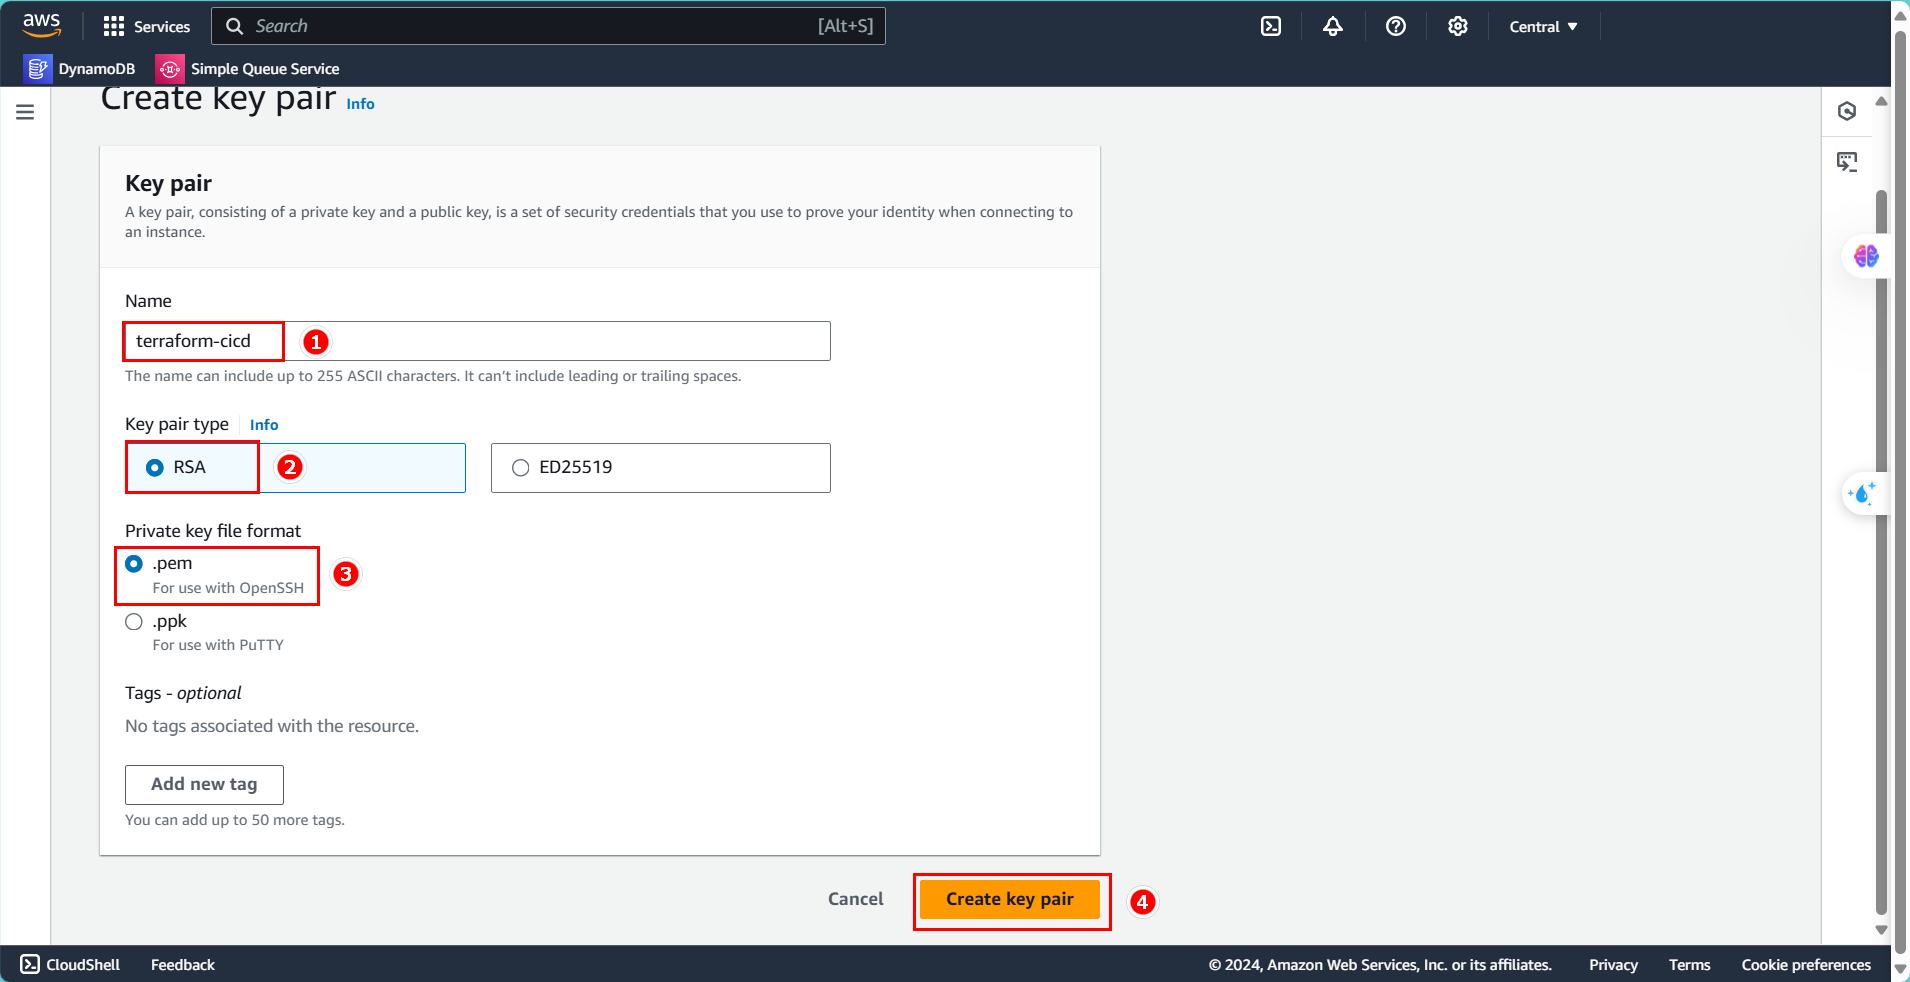 aws
Services
Search
[Alt+S]
Central
DynamoDB
Simple Queue Service
Create key pair Info
Key pair
A key pair, consisting of a private key and a public key, is a set of security credentials that you use to prove your identity when connecting to
an instance.
Name
terraform-cicd
1
The name can include up to 255 ASCII characters. It can’t include leading or trailing spaces.
Key pair type Info
RSA
2
ED25519
Private key file format
.pem
For use with OpenSSH
3
.ppk
For use with PuTTY
Tags - optional
No tags associated with the resource.
Add new tag
You can add up to 50 more tags.
Cancel
Create key pair
4
CloudShell
Feedback
© 2024, Amazon Web Services, Inc. or its affiliates.
Privacy
Terms
Cookie preferences